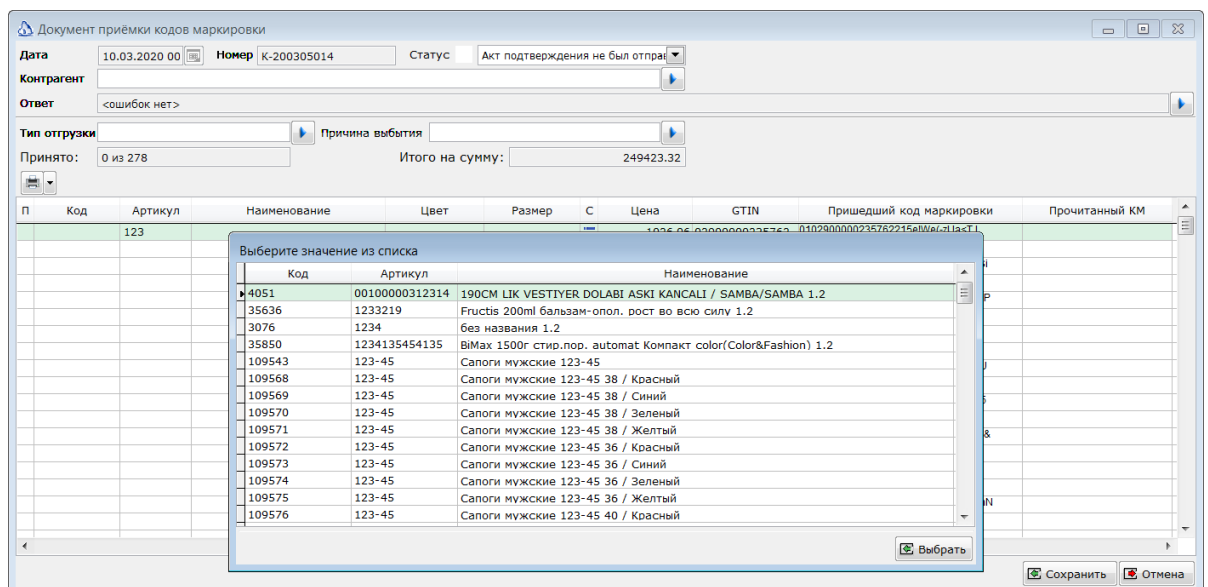 Документ приёмки кодов маркировки
Дата 10.03.2020 00 Номер К-200305014 Статус Акт подтверждения не был отпра
Контрагент
Ответ <ошибок нет>
Тип отгрузки Причина выбытия
Принято: 0 из 278 Итого на сумму: 249423.32
П Код Артикул Наименование Цвет Размер С Цена GTIN Пришедший код маркировки Прочитанный КМ
123
Выберите значение из списка
Код Артикул Наименование
4051 00100000312314 190CM LIK VESTIYER DOLABI ASKI KANCALI / SAMBA/SAMBA 1.2
35636 1233219 Fructis 200ml бальзам-опол. рост во всю силу 1.2
3076 1234 без названия 1.2
35850 1234135454135 BiMax 1500г стир.пор. automat Компакт color(Color&Fashion) 1.2
109543 123-45 Сапоги мужские 123-45
109568 123-45 Сапоги мужские 123-45 38 / Красный
109569 123-45 Сапоги мужские 123-45 38 / Синий
109570 123-45 Сапоги мужские 123-45 38 / Зеленый
109571 123-45 Сапоги мужские 123-45 38 / Желтый
109572 123-45 Сапоги мужские 123-45 36 / Красный
109573 123-45 Сапоги мужские 123-45 36 / Синий
109574 123-45 Сапоги мужские 123-45 36 / Зеленый
109575 123-45 Сапоги мужские 123-45 36 / Желтый
109576 123-45 Сапоги мужские 123-45 40 / Красный
Выбрать
Сохранить Отмена